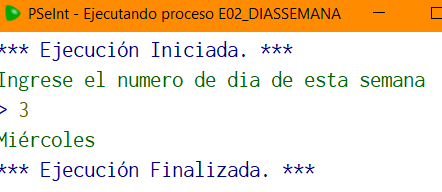 PSeInt - Ejecutando proceso E02_DIASSEMANA
*** Ejecución Iniciada. ***
Ingrese el numero de dia de esta semana
> 3
Miércoles
*** Ejecución Finalizada. ***